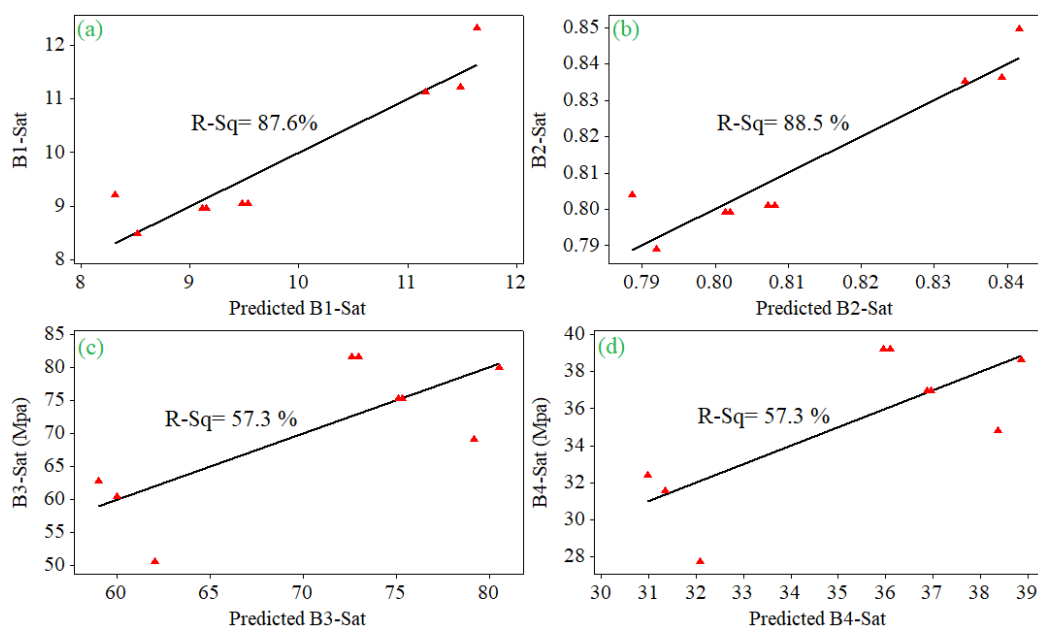 (a)
B1-Sat
12
11
10
9
8
R-Sq= 87.6%
8 9 10 11 12
Predicted B1-Sat
(b)
B2-Sat
0.85
0.84
0.83
0.82
0.81
0.80
0.79
R-Sq= 88.5 %
0.79 0.80 0.81 0.82 0.83 0.84
Predicted B2-Sat
(c)
B3-Sat (Mpa)
85
80
75
70
65
60
55
50
R-Sq= 57.3 %
60 65 70 75 80
Predicted B3-Sat
(d)
B4-Sat (Mpa)
40
38
36
34
32
30
28
R-Sq= 57.3 %
30 31 32 33 34 35 36 37 38 39
Predicted B4-Sat